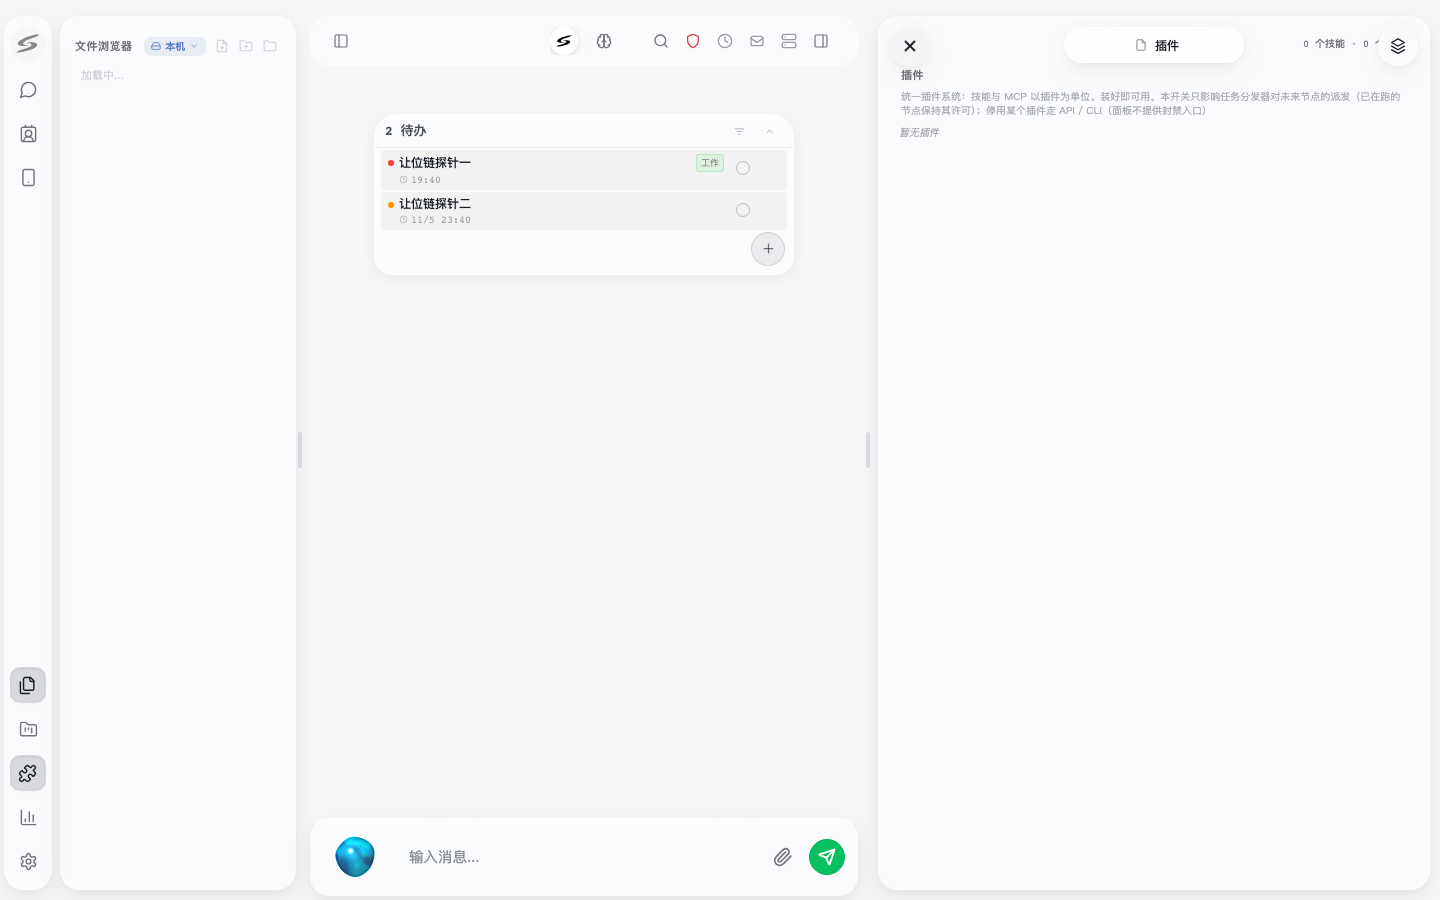 文件浏览器
本机
加载中...
2 待办
让位链探针一
工作
19:40
让位链探针二
11/5 23:40
输入消息...
插件
0 个技能 · 0
插件
统一插件系统：技能与 MCP 以插件为单位。装好即可用。本开关只影响任务分发器对未来节点的派发（已在跑的
节点保持其许可）；停用某个插件走 API / CLI（面板不提供封禁入口）
暂无插件